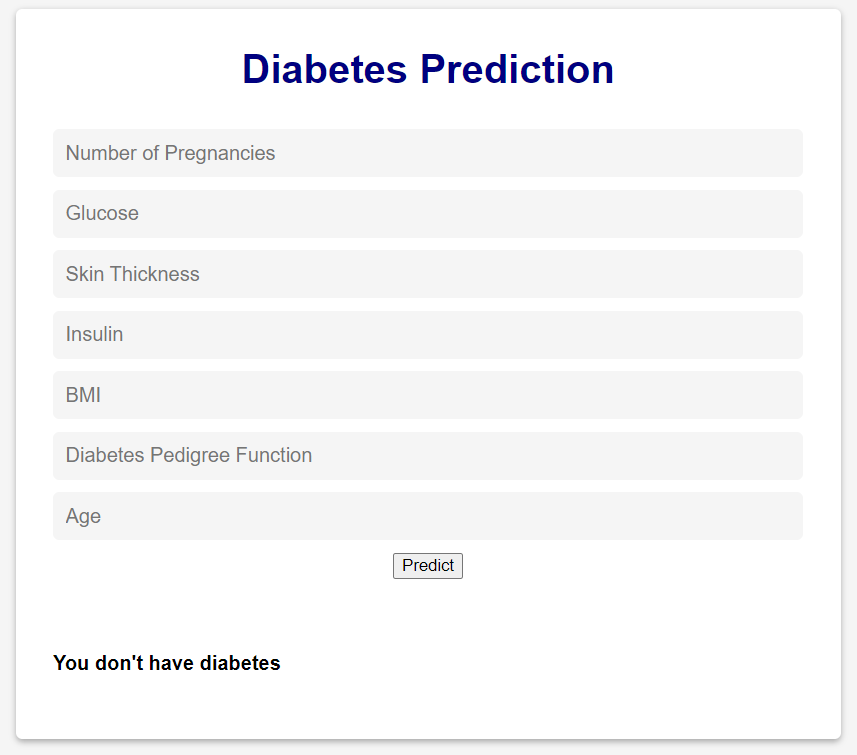 Diabetes Prediction
Number of Pregnancies
Glucose
Skin Thickness
Insulin
BMI
Diabetes Pedigree Function
Age
Predict
You don't have diabetes